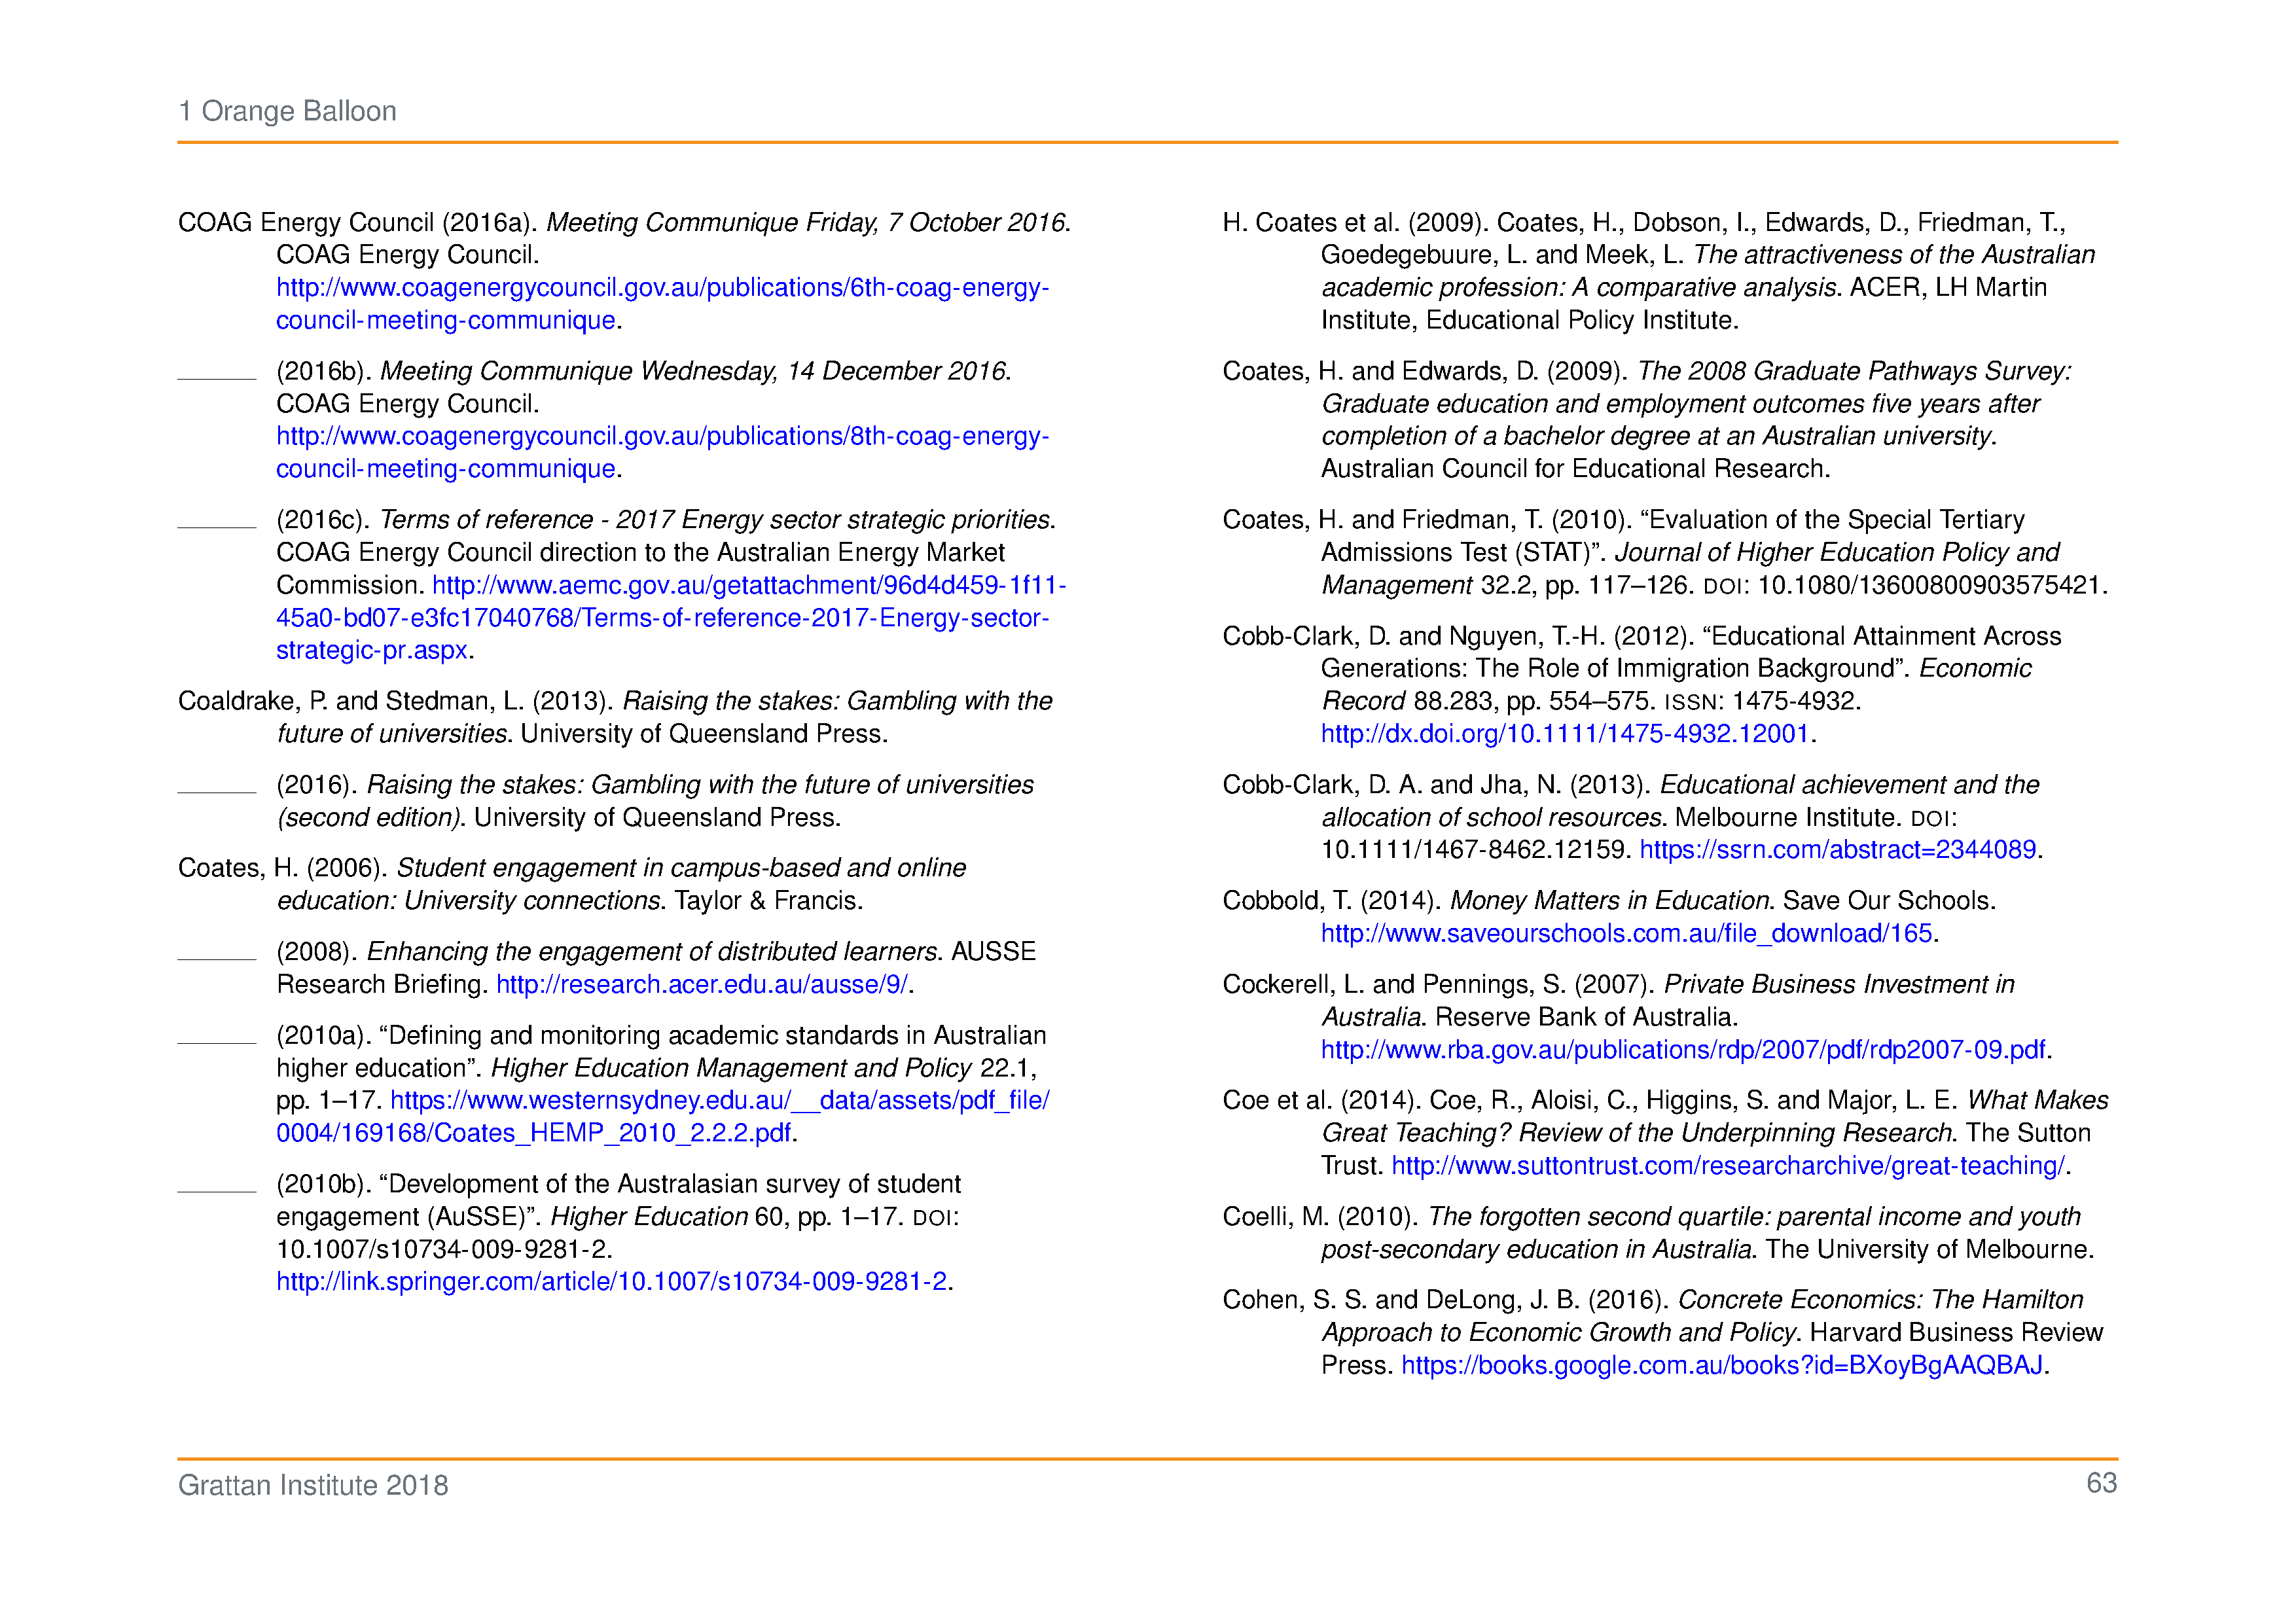 1 Orange Balloon
COAG Energy Council (2016a). Meeting Communique Friday, 7 October 2016.
COAG Energy Council.
http://www.coagenergycouncil.gov.au/publications/6th-coag-energy-
council-meeting-communique.
(2016b). Meeting Communique Wednesday, 14 December 2016.
COAG Energy Council.
http://www.coagenergycouncil.gov.au/publications/8th-coag-energy-
council-meeting-communique.
(2016c). Terms of reference - 2017 Energy sector strategic priorities.
COAG Energy Council direction to the Australian Energy Market
Commission. http://www.aemc.gov.au/getattachment/96d4d459-1f11-
45a0-bd07-e3fc17040768/Terms-of-reference-2017-Energy-sector-
strategic-pr.aspx.
Coaldrake, P. and Stedman, L. (2013). Raising the stakes: Gambling with the
future of universities. University of Queensland Press.
(2016). Raising the stakes: Gambling with the future of universities
(second edition). University of Queensland Press.
Coates, H. (2006). Student engagement in campus-based and online
education: University connections. Taylor & Francis.
(2008). Enhancing the engagement of distributed learners. AUSSE
Research Briefing. http://research.acer.edu.au/ausse/9/.
(2010a). “Defining and monitoring academic standards in Australian
higher education”. Higher Education Management and Policy 22.1,
pp. 1–17. https://www.westernsydney.edu.au/__data/assets/pdf_file/
0004/169168/Coates_HEMP_2010_2.2.2.pdf.
(2010b). “Development of the Australasian survey of student
engagement (AuSSE)”. Higher Education 60, pp. 1–17. DOI:
10.1007/s10734-009-9281-2.
http://link.springer.com/article/10.1007/s10734-009-9281-2.
H. Coates et al. (2009). Coates, H., Dobson, I., Edwards, D., Friedman, T.,
Goedegebuure, L. and Meek, L. The attractiveness of the Australian
academic profession: A comparative analysis. ACER, LH Martin
Institute, Educational Policy Institute.
Coates, H. and Edwards, D. (2009). The 2008 Graduate Pathways Survey:
Graduate education and employment outcomes five years after
completion of a bachelor degree at an Australian university.
Australian Council for Educational Research.
Coates, H. and Friedman, T. (2010). “Evaluation of the Special Tertiary
Admissions Test (STAT)”. Journal of Higher Education Policy and
Management 32.2, pp. 117–126. DOI: 10.1080/13600800903575421.
Cobb-Clark, D. and Nguyen, T.-H. (2012). “Educational Attainment Across
Generations: The Role of Immigration Background”. Economic
Record 88.283, pp. 554–575. ISSN: 1475-4932.
http://dx.doi.org/10.1111/1475-4932.12001.
Cobb-Clark, D. A. and Jha, N. (2013). Educational achievement and the
allocation of school resources. Melbourne Institute. DOI:
10.1111/1467-8462.12159. https://ssrn.com/abstract=2344089.
Cobbold, T. (2014). Money Matters in Education. Save Our Schools.
http://www.saveourschools.com.au/file_download/165.
Cockerell, L. and Pennings, S. (2007). Private Business Investment in
Australia. Reserve Bank of Australia.
http://www.rba.gov.au/publications/rdp/2007/pdf/rdp2007-09.pdf.
Coe et al. (2014). Coe, R., Aloisi, C., Higgins, S. and Major, L. E. What Makes
Great Teaching? Review of the Underpinning Research. The Sutton
Trust. http://www.suttontrust.com/researcharchive/great-teaching/.
Coelli, M. (2010). The forgotten second quartile: parental income and youth
post-secondary education in Australia. The University of Melbourne.
Cohen, S. S. and DeLong, J. B. (2016). Concrete Economics: The Hamilton
Approach to Economic Growth and Policy. Harvard Business Review
Press. https://books.google.com.au/books?id=BXoyBgAAQBAJ.
Grattan Institute 2018
63